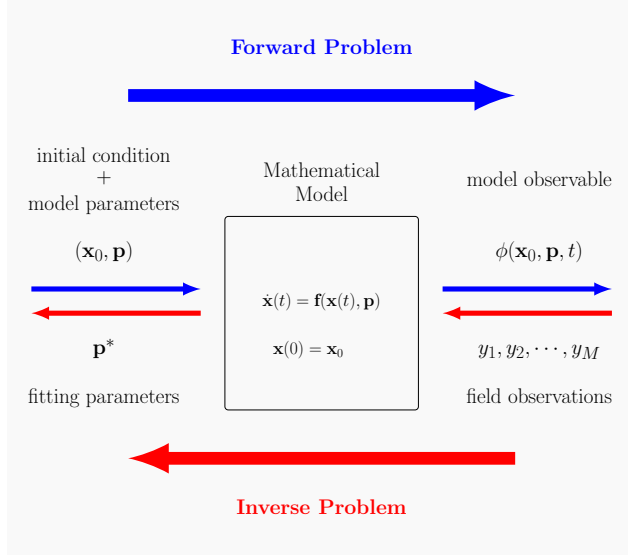 Forward Problem
initial condition
+
model parameters
Mathematical
Model
model observable
(𝐱₀, 𝐩)
ϕ(𝐱₀, 𝐩, t)
𝐱̇(t) = 𝐟(𝐱(t), 𝐩)
𝐱(0) = 𝐱₀
𝐩*
y₁, y₂, ⋯, y_M
fitting parameters
field observations
Inverse Problem